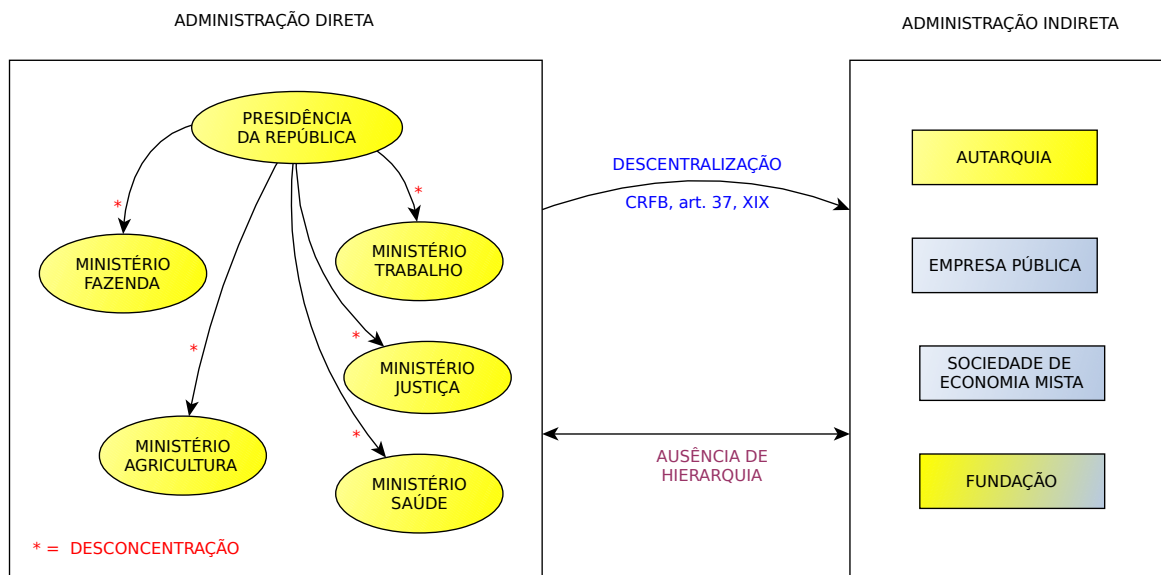 ADMINISTRAÇÃO DIRETA
ADMINISTRAÇÃO INDIRETA
PRESIDÊNCIA
DA REPÚBLICA
*
*
MINISTÉRIO
FAZENDA
MINISTÉRIO
TRABALHO
*
*
MINISTÉRIO
JUSTIÇA
MINISTÉRIO
AGRICULTURA
*
MINISTÉRIO
SAÚDE
* = DESCONCENTRAÇÃO
DESCENTRALIZAÇÃO
CRFB, art. 37, XIX
AUSÊNCIA DE
HIERARQUIA
AUTARQUIA
EMPRESA PÚBLICA
SOCIEDADE DE
ECONOMIA MISTA
FUNDAÇÃO